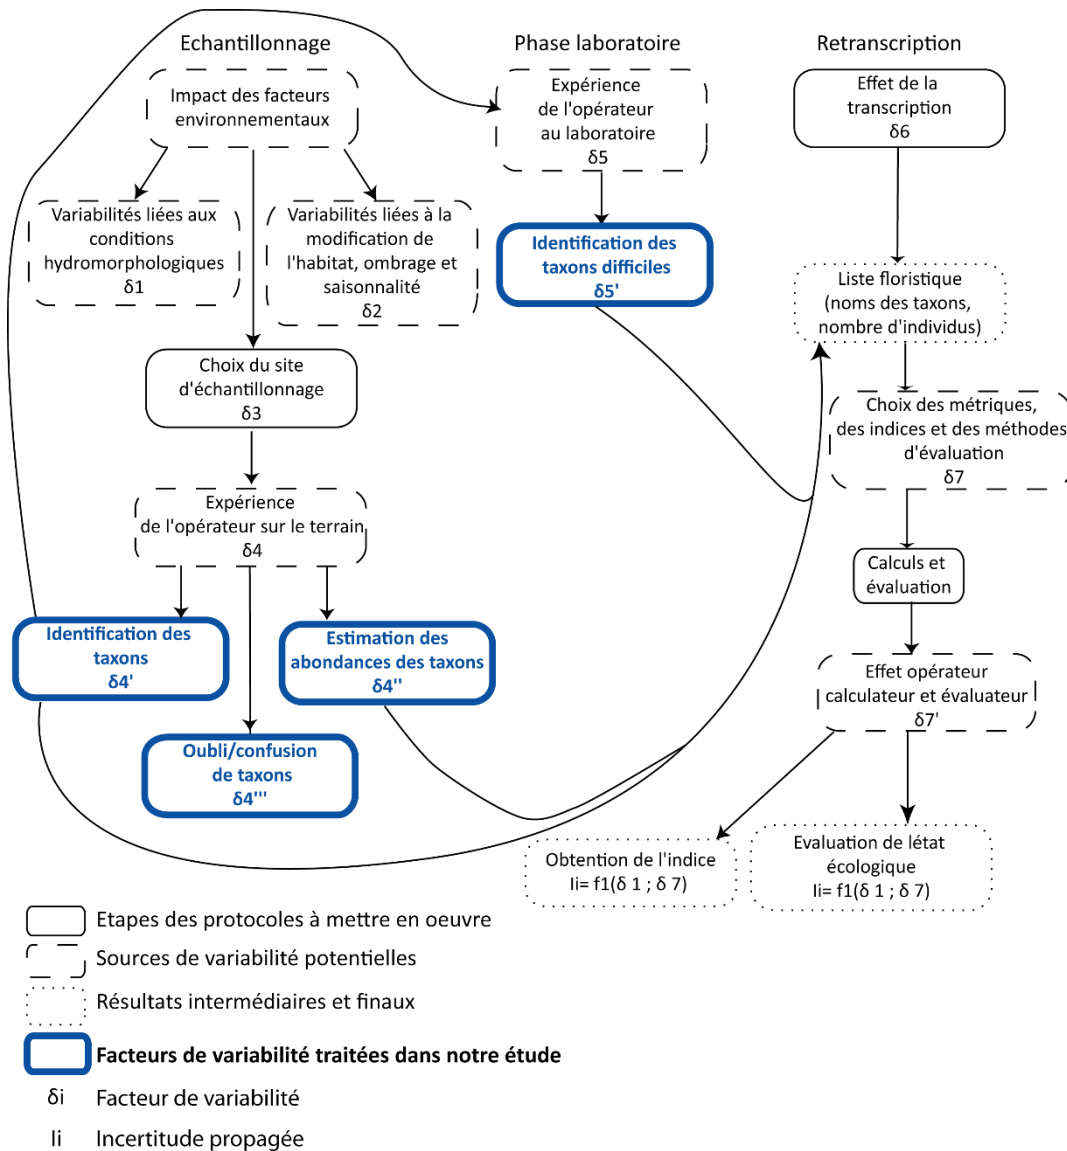 Echantillonnage
Impact des facteurs
environnementaux
Variabilités liées aux
conditions
hydromorphologiques
δ1
Variabilités liées à la
modification de
l'habitat, ombrage et
saisonnalité
δ2
Choix du site
d'échantillonnage
δ3
Expérience
de l'opérateur sur le terrain
δ4
Identification des
taxons
δ4'
Estimation des
abondances des taxons
δ4''
Oubli/confusion
de taxons
δ4'''
Phase laboratoire
Expérience
de l'opérateur
au laboratoire
δ5
Identification des
taxons difficiles
δ5'
Retranscription
Effet de la
transcription
δ6
Liste floristique
(noms des taxons,
nombre d'individus)
Choix des métriques,
des indices et des méthodes
d'évaluation
δ7
Calculs et
évaluation
Effet opérateur
calculateur et évaluateur
δ7'
Obtention de l'indice
Ii= f1(δ 1 ; δ 7)
Evaluation de létat
écologique
Ii= f1(δ 1 ; δ 7)
Etapes des protocoles à mettre en oeuvre
Sources de variabilité potentielles
Résultats intermédiaires et finaux
Facteurs de variabilité traitées dans notre étude
δi Facteur de variabilité
Ii Incertitude propagée